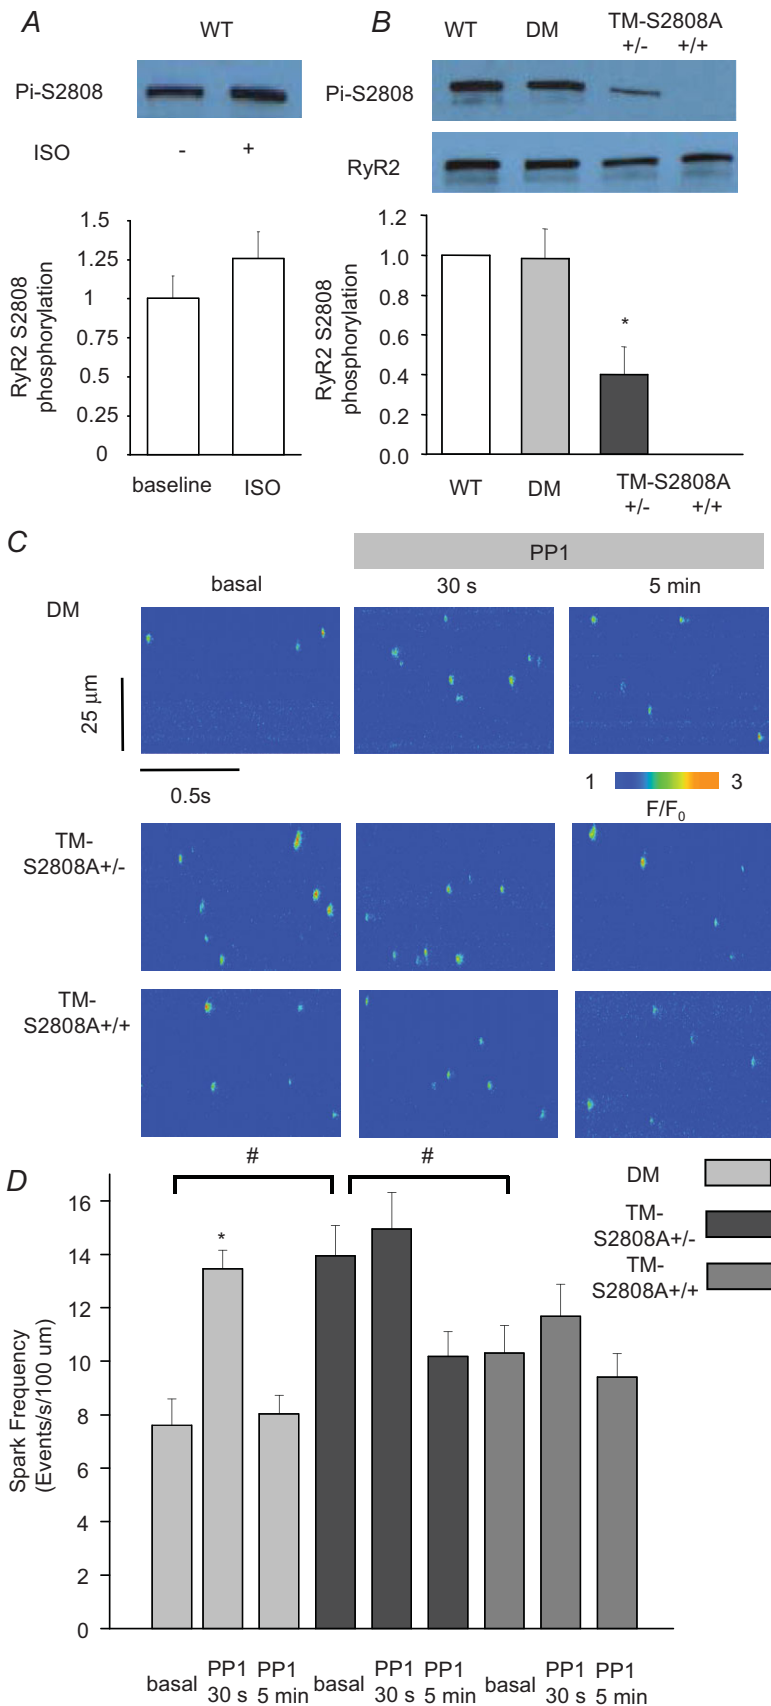 A
WT
Pi-S2808
ISO
- +
1.5
1.25
1
0.75
0.5
0.25
0
RyR2 S2808
phosphorylation
baseline ISO
B
WT DM TM-S2808A
+/- +/+
Pi-S2808
RyR2
1.2
1.0
0.8
0.6
0.4
0.2
0.0
RyR2 S2808
phosphorylation
*
WT DM TM-S2808A
+/- +/+
C
PP1
basal 30 s 5 min
DM
25 µm
0.5s
1 3
F/F0
TM-
S2808A+/-
TM-
S2808A+/+
D
# #
*
16
14
12
10
8
6
4
2
0
Spark Frequency
(Events/s/100 um)
DM
TM-
S2808A+/-
TM-
S2808A+/+
basal PP1 30 s PP1 5 min basal PP1 30 s PP1 5 min basal PP1 30 s PP1 5 min